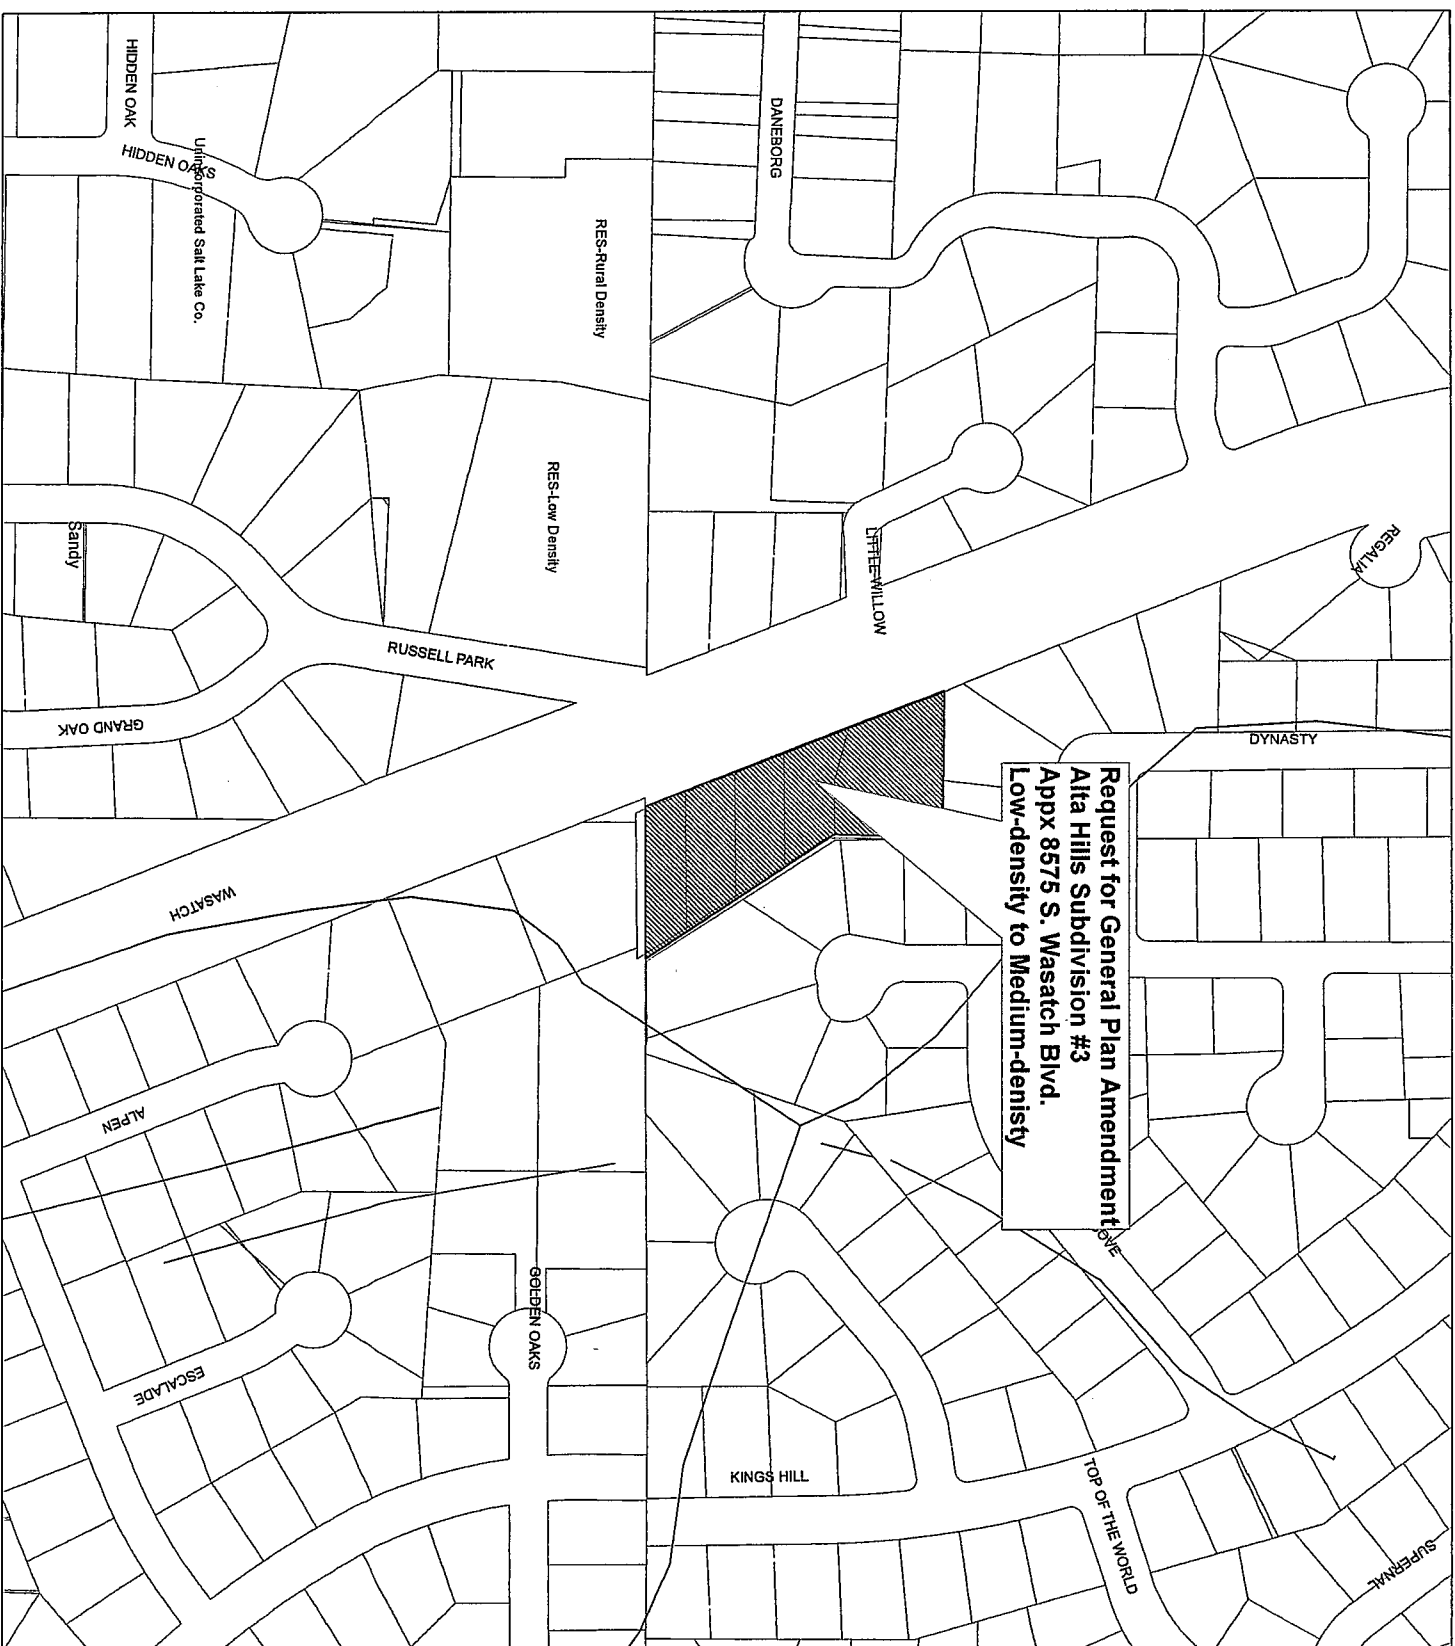 HIDDEN OAK
HIDDEN OAKS
Unincorporated Salt Lake Co.
RES-Rural Density
DANEBORG
RES-Low Density
Sandy
LITTLE WILLOW
REGALIA
RUSSELL PARK
GRAND OAK
DYNASTY
Request for General Plan Amendment
Alta Hills Subdivision #3
Appx 8575 S. Wasatch Blvd.
Low-density to Medium-denisty
WASATCH
ALPEN
OVE
GOLDEN OAKS
ESCALADE
KINGS HILL
TOP OF THE WORLD
SUPERNAL